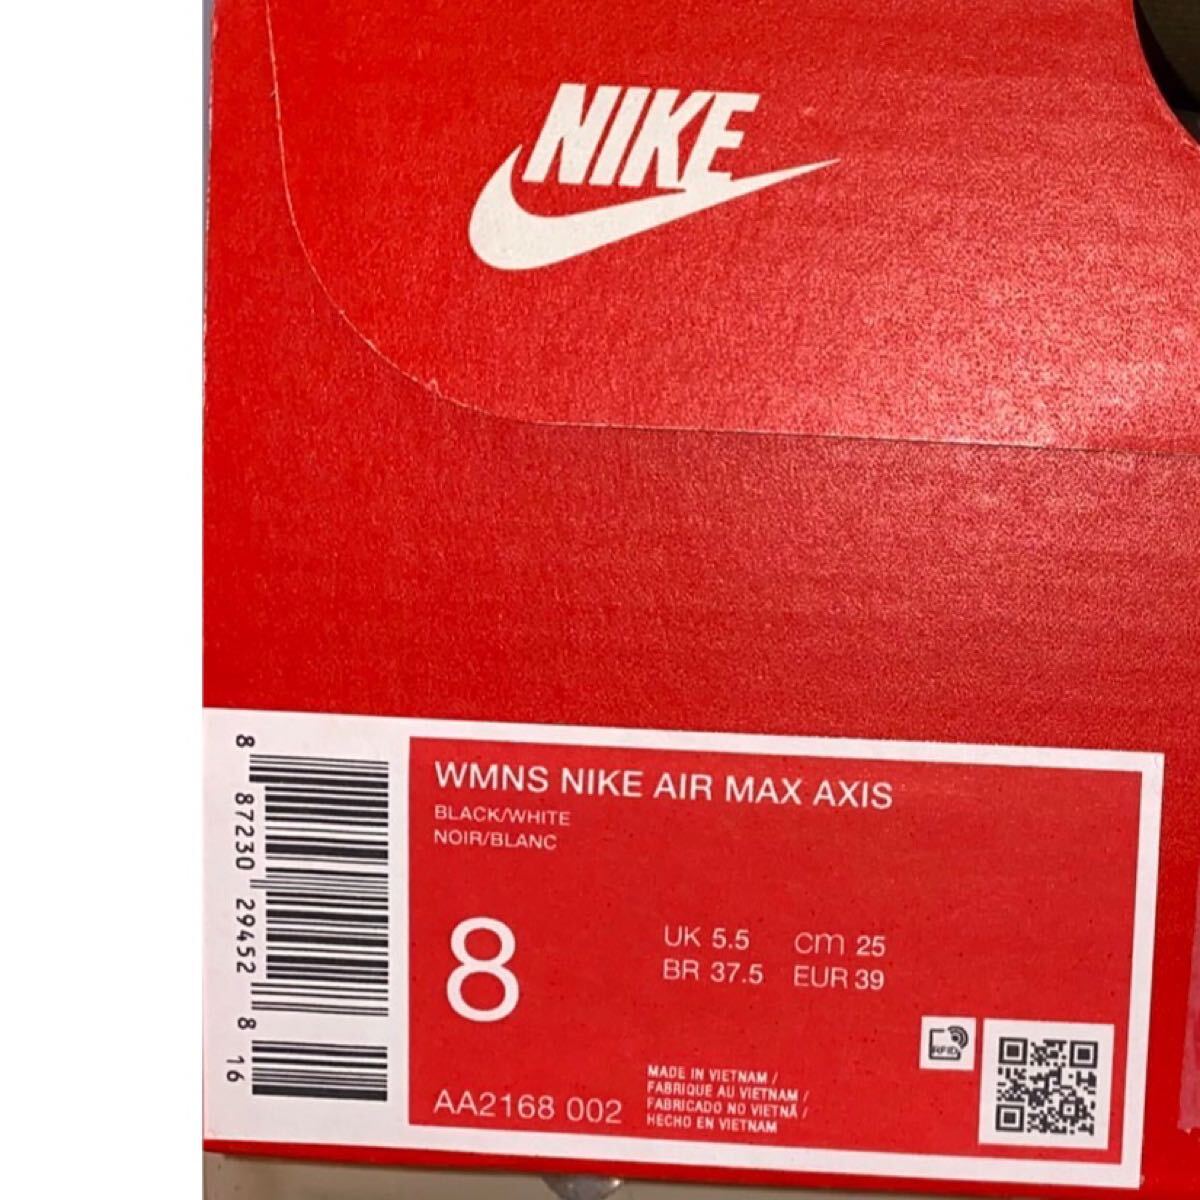 NIKE
WMNS NIKE AIR MAX AXIS
BLACK/WHITE
NOIR/BLANC
8
UK 5.5 cm 25
BR 37.5 EUR 39
AA2168 002
MADE IN VIETNAM /
FABRIQUE AU VIETNAM /
FABRICADO NO VIETNÃ /
HECHO EN VIETNAM
RFID
8 87230 29452 8 16